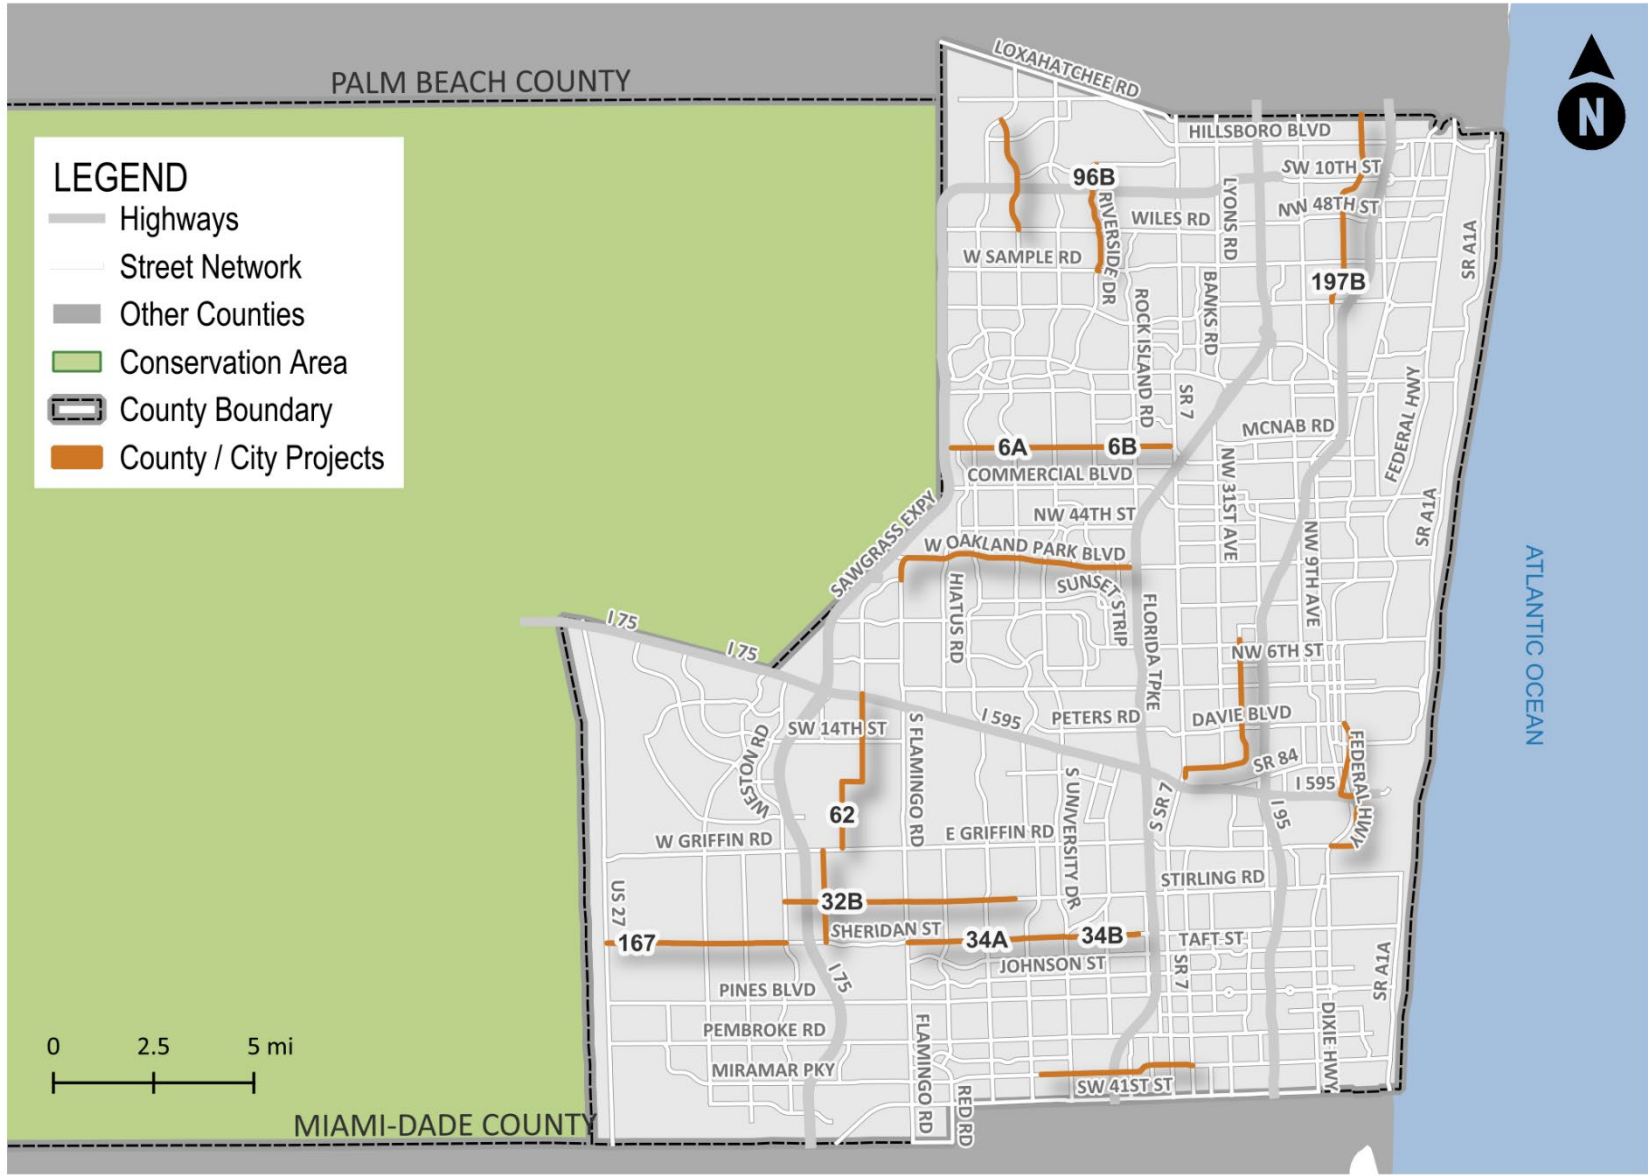 PALM BEACH COUNTY
LOXAHATCHEE RD
N
LEGEND
Highways
Street Network
Other Counties
Conservation Area
County Boundary
County / City Projects
HILLSBORO BLVD
SW 10TH ST
96B
NW 48TH ST
LYONS RD
WILES RD
RIVERSIDE DR
SR A1A
W SAMPLE RD
197B
BANKS RD
ROCK ISLAND RD
SR 7
FEDERAL HWY
MCNAB RD
6A
6B
COMMERCIAL BLVD
NW 31ST AVE
SR A1A
NW 44TH ST
SAWGRASS EXPY
W OAKLAND PARK BLVD
NW 9TH AVE
ATLANTIC OCEAN
HIATUS RD
SUNSET STRIP
FLORIDA TPKE
I 75
I 75
NW 6TH ST
I 595
PETERS RD
DAVIE BLVD
SW 14TH ST
S FLAMINGO RD
WESTON RD
SR 84
FEDERAL HWY
I 595
S UNIVERSITY DR
S SR 7
I 95
62
W GRIFFIN RD
E GRIFFIN RD
STIRLING RD
US 27
32B
SHERIDAN ST
167
34A
34B
TAFT ST
JOHNSON ST
SR 7
SR A1A
I 75
PINES BLVD
PEMBROKE RD
FLAMINGO RD
DIXIE HWY
0 2.5 5 mi
MIRAMAR PKY
SW 41ST ST
RED RD
MIAMI-DADE COUNTY